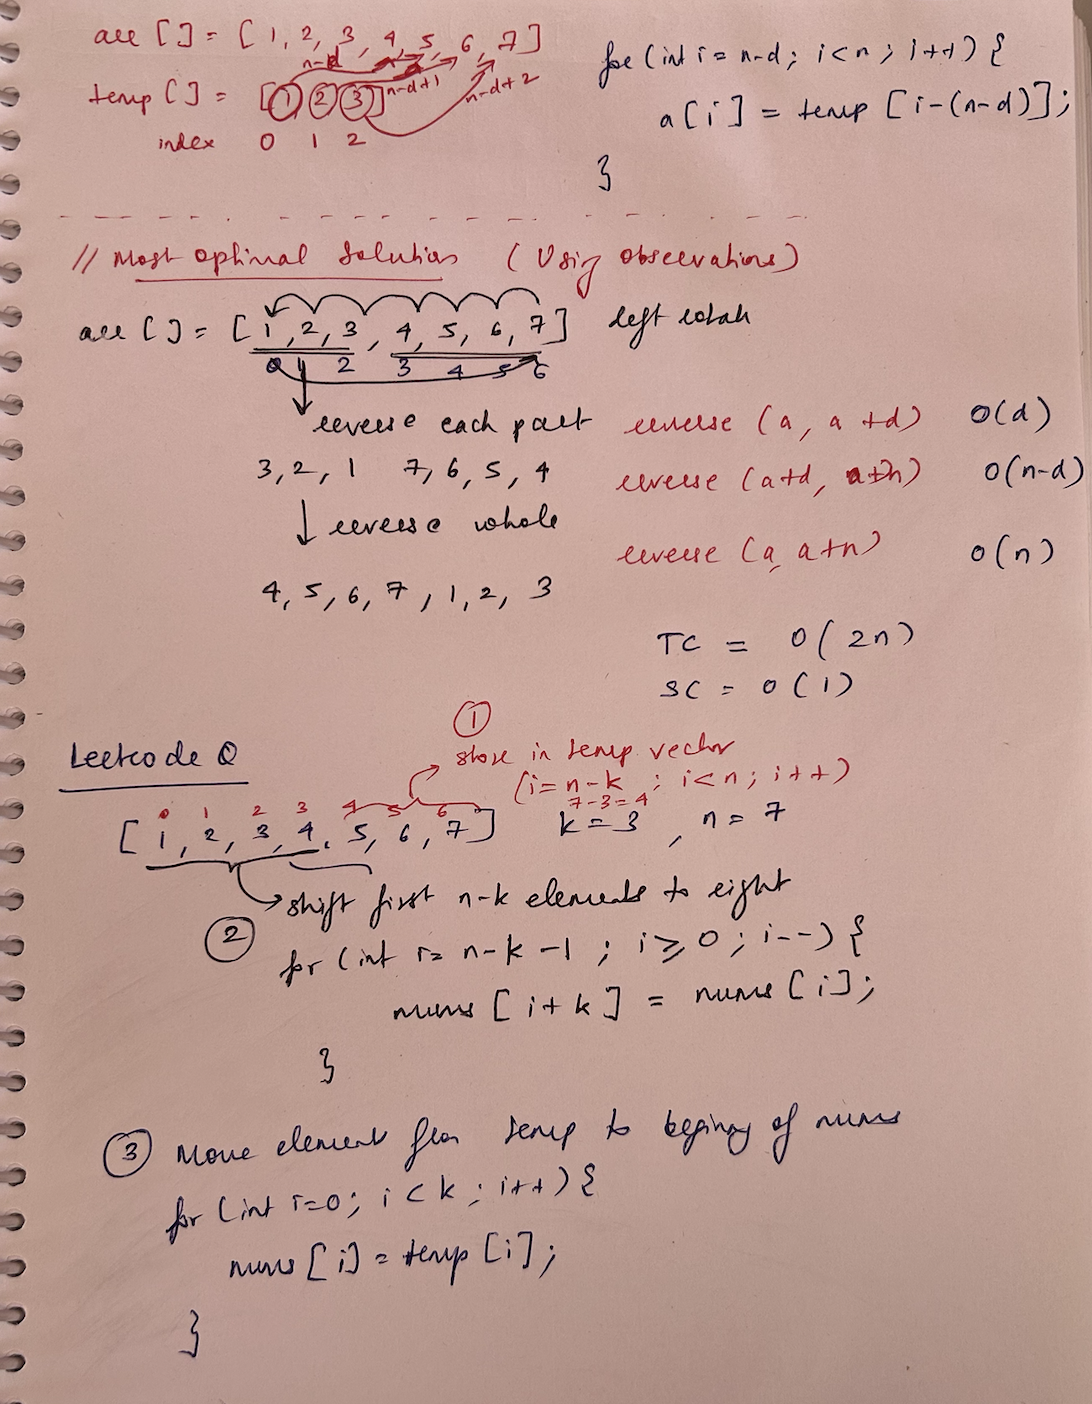 arr [] = [1, 2, 3, 4, 5, 6, 7]
n-d
temp [] = [1 2 3] n-d+1 n-d+2
index 0 1 2
for (int i = n-d; i<n; i++) {
a[i] = temp [i-(n-d)];
}
// Most optimal Solution (Using observations)
arr [] = [1, 2, 3, 4, 5, 6, 7] left rotate
0 1 2 3 4 5 6
reverse each part reverse (a, a+d) O(d)
3, 2, 1 7, 6, 5, 4 reverse (a+d, a+n) O(n-d)
reverse whole
reverse (a, a+n) O(n)
4, 5, 6, 7, 1, 2, 3
TC = O(2n)
SC = O(1)
1
Leetcode Q
store in temp vector
(i=n-k ; i<n; i++)
7-3=4
0 1 2 3 4 5 6
[1, 2, 3, 4, 5, 6, 7] k=3, n=7
shift first n-k elements to right
2
for (int i= n-k-1; i≥0; i--) {
nums [i+k] = nums [i];
}
3 Move element from temp to begining of nums
for (int i=0; i<k; i++) {
nums [i] = temp [i];
}